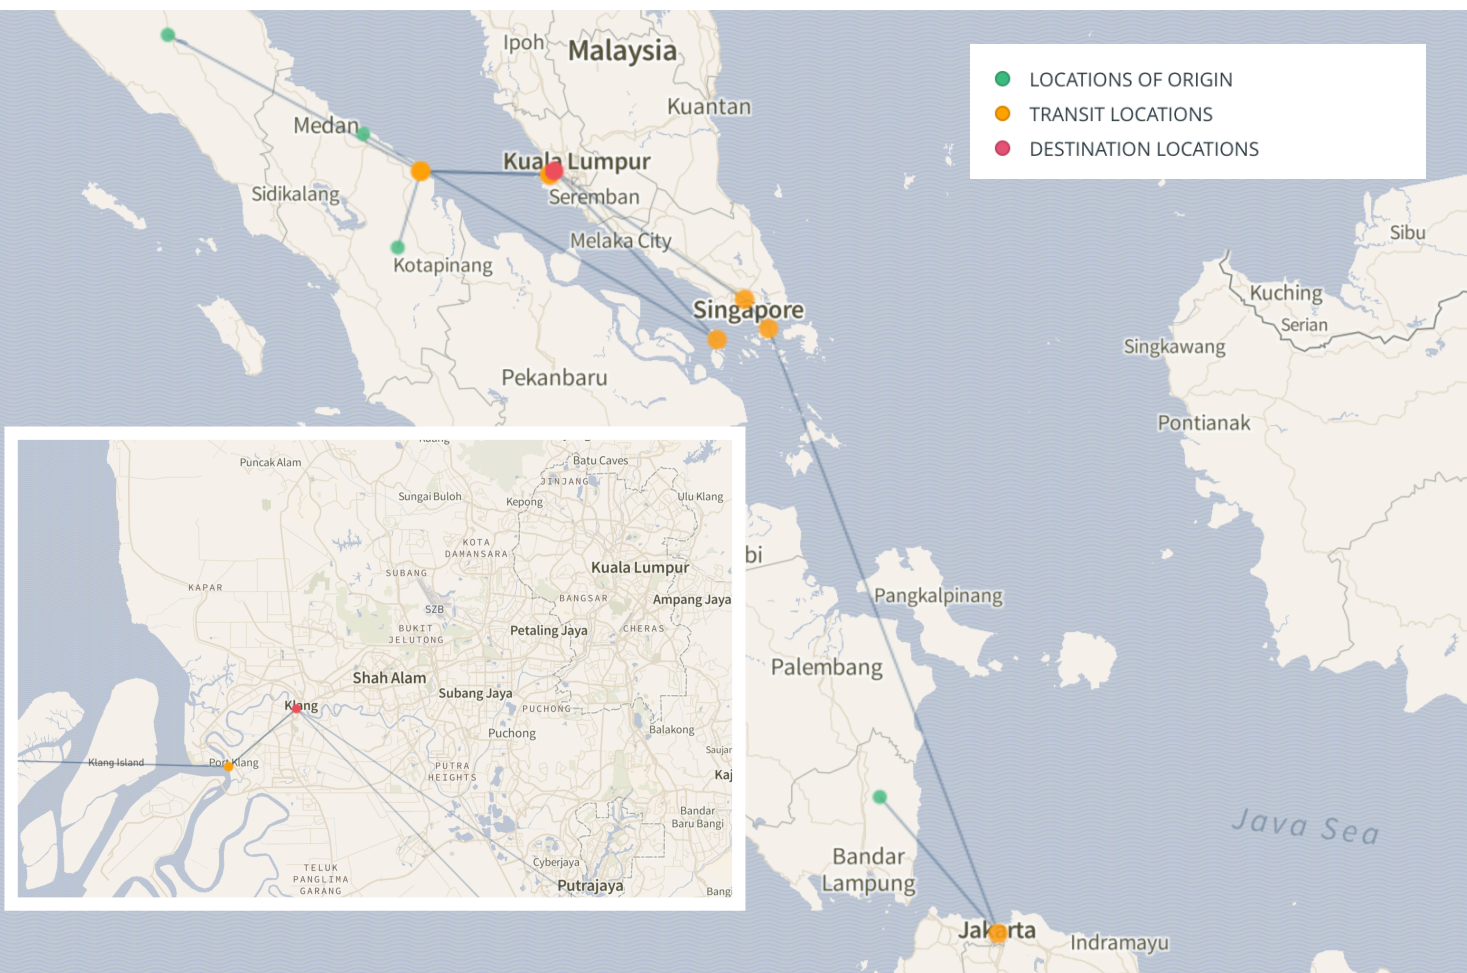 Ipoh
Malaysia
Kuantan
Medan
Kuala Lumpur
Sidikalang
Seremban
Melaka City
Kotapinang
Singapore
Pekanbaru
LOCATIONS OF ORIGIN
TRANSIT LOCATIONS
DESTINATION LOCATIONS
Sibu
Kuching
Serian
Singkawang
Pontianak
bi
Pangkalpinang
Palembang
Java Sea
Bandar
Lampung
Jakarta
Indramayu
Puncak Alam
Batu Caves
JINJANG
Sungai Buloh
Kepong
Ulu Klang
KOTA
DAMANSARA
Kuala Lumpur
SUBANG
KAPAR
BANGSAR
Ampang Jaya
SZB
BUKIT
JELUTONG
Petaling Jaya
CHERAS
Shah Alam
Subang Jaya
Klang
PUCHONG
Puchong
Balakong
Saujar
Klang Island
Port Klang
PUTRA
HEIGHTS
Kaj
Bandar
Baru Bangi
Cyberjaya
TELUK
PANGLIMA
GARANG
Putrajaya
Bangi